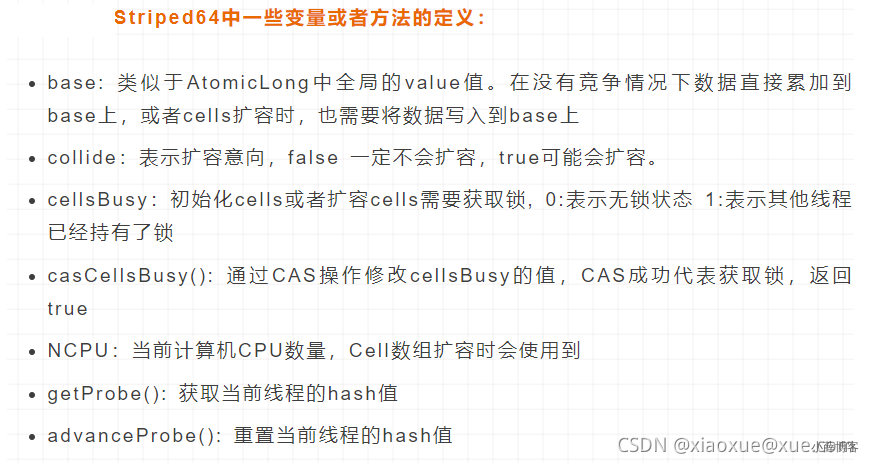 Striped64中一些变量或者方法的定义：
• base: 类似于AtomicLong中全局的value值。在没有竞争情况下数据直接累加到
base上，或者cells扩容时，也需要将数据写入到base上
• collide：表示扩容意向，false 一定不会扩容，true可能会扩容。
• cellsBusy：初始化cells或者扩容cells需要获取锁, 0:表示无锁状态 1:表示其他线程
已经持有了锁
• casCellsBusy(): 通过CAS操作修改cellsBusy的值，CAS成功代表获取锁，返回
true
• NCPU：当前计算机CPU数量，Cell数组扩容时会使用到
• getProbe(): 获取当前线程的hash值
• advanceProbe(): 重置当前线程的hash值
CSDN @xiaoxue@xue